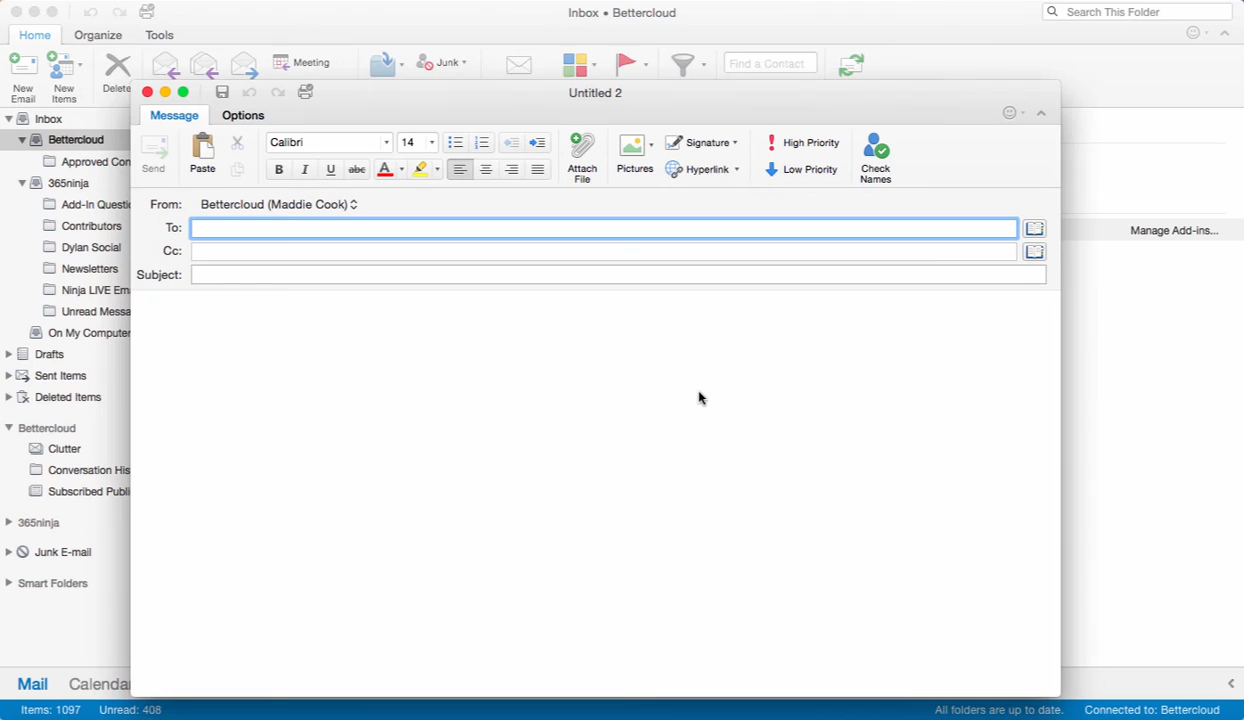 Inbox • Bettercloud
Search This Folder
Home Organize Tools
New Email
New Items
Delete
Meeting
Junk
Find a Contact
Untitled 2
Message Options
Send
Paste
Calibri 14
B I U abc A
Attach File
Pictures
Signature
Hyperlink
High Priority
Low Priority
Check Names
From: Bettercloud (Maddie Cook)
To:
Cc:
Subject:
Manage Add-ins...
Inbox
Bettercloud
Approved Con
365ninja
Add-In Questi
Contributors
Dylan Social
Newsletters
Ninja LIVE Em
Unread Messa
On My Computer
Drafts
Sent Items
Deleted Items
Bettercloud
Clutter
Conversation His
Subscribed Publi
365ninja
Junk E-mail
Smart Folders
Mail Calenda
Items: 1097 Unread: 408 All folders are up to date. Connected to: Bettercloud